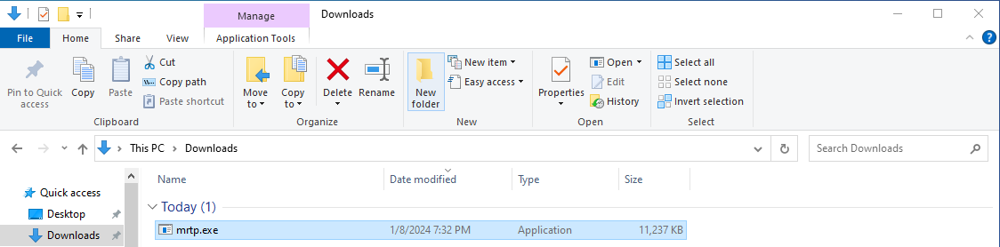 Manage Downloads
File Home Share View Application Tools
Pin to Quick access
Copy
Paste
Cut
Copy path
Paste shortcut
Clipboard
Move to
Copy to
Delete
Rename
Organize
New folder
New item
Easy access
New
Properties
Open
Edit
History
Open
Select all
Select none
Invert selection
Select
This PC > Downloads
Search Downloads
Quick access
Desktop
Downloads
Name Date modified Type Size
Today (1)
mrtp.exe 1/8/2024 7:32 PM Application 11,237 KB